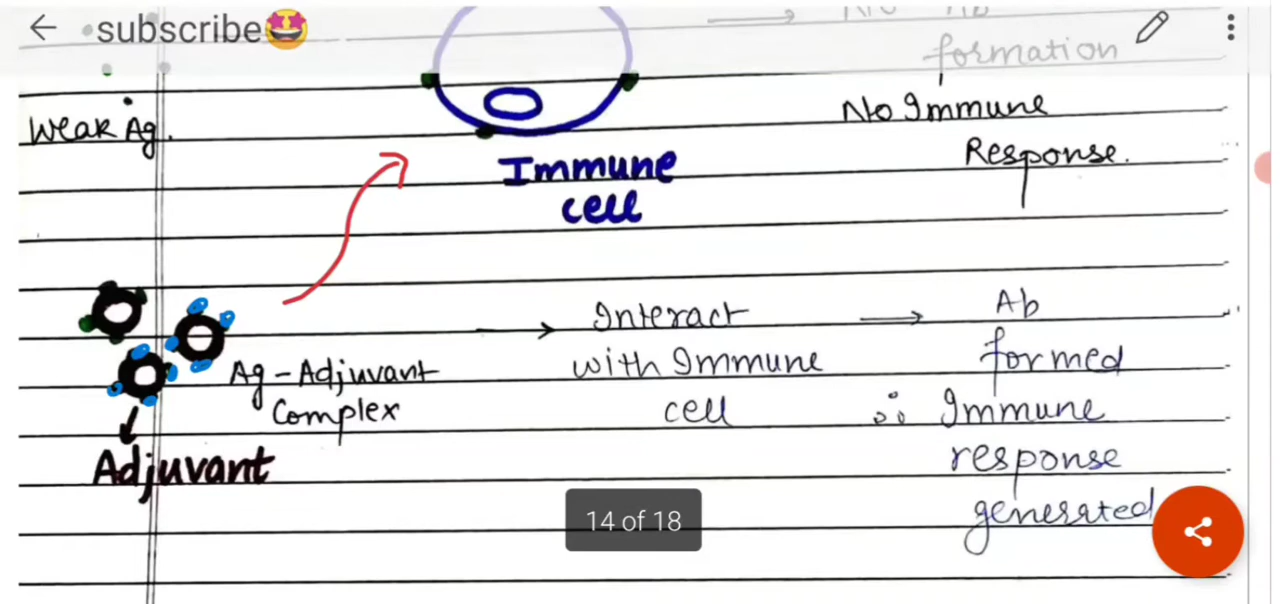 subscribe🤩
formation
Weak Ag.
No Immune
Response.
Immune
cell
Interact
with Immune
cell
Ab
formed
∴ Immune
response
generated
Ag - Adjuvant
Complex
Adjuvant
14 of 18